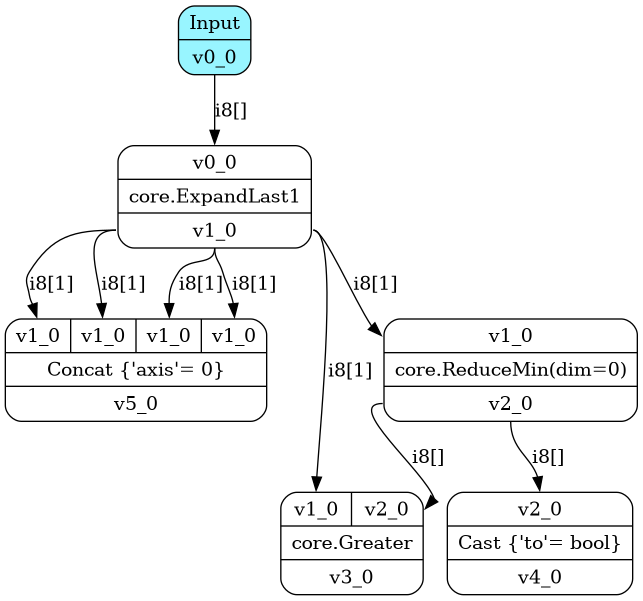 Input
v0_0
i8[]
v0_0
core.ExpandLast1
v1_0
i8[1] i8[1] i8[1] i8[1] i8[1]
v1_0 v1_0 v1_0 v1_0
Concat {'axis'= 0}
v5_0
v1_0
core.ReduceMin(dim=0)
v2_0
i8[1]
i8[] i8[]
v1_0 v2_0
core.Greater
v3_0
v2_0
Cast {'to'= bool}
v4_0